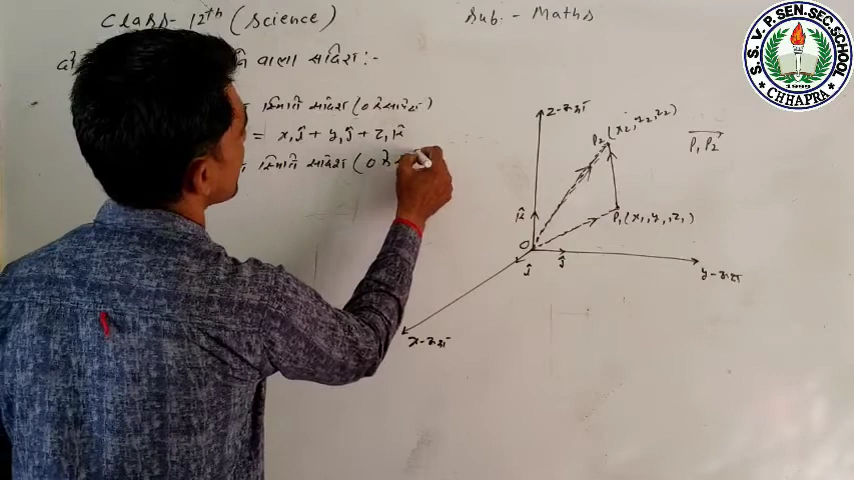 Class- 12th (Science)
Sub. - Maths
वाला सदिश :-
स्थिति सदिश (O के सापेक्ष)
= x₁î + y₁ĵ + z₁k̂
स्थिति सदिश (O के
z-अक्ष
P₂(x₂, y₂, z₂)
P₁P₂
k̂
P₁(x₁, y₁, z₁)
O
î
ĵ
y-अक्ष
x-अक्ष
S. S. V. P. SEN. SEC. SCHOOL
1995
★ CHHAPRA ★